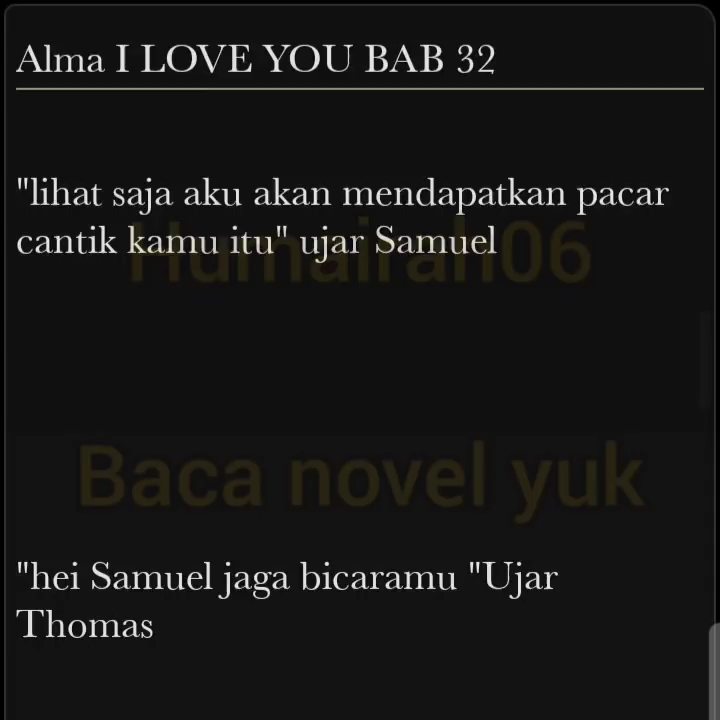 Alma I LOVE YOU BAB 32
"lihat saja aku akan mendapatkan pacar
cantik kamu itu" ujar Samuel
Humairah06
Baca novel yuk
"hei Samuel jaga bicaramu "Ujar
Thomas